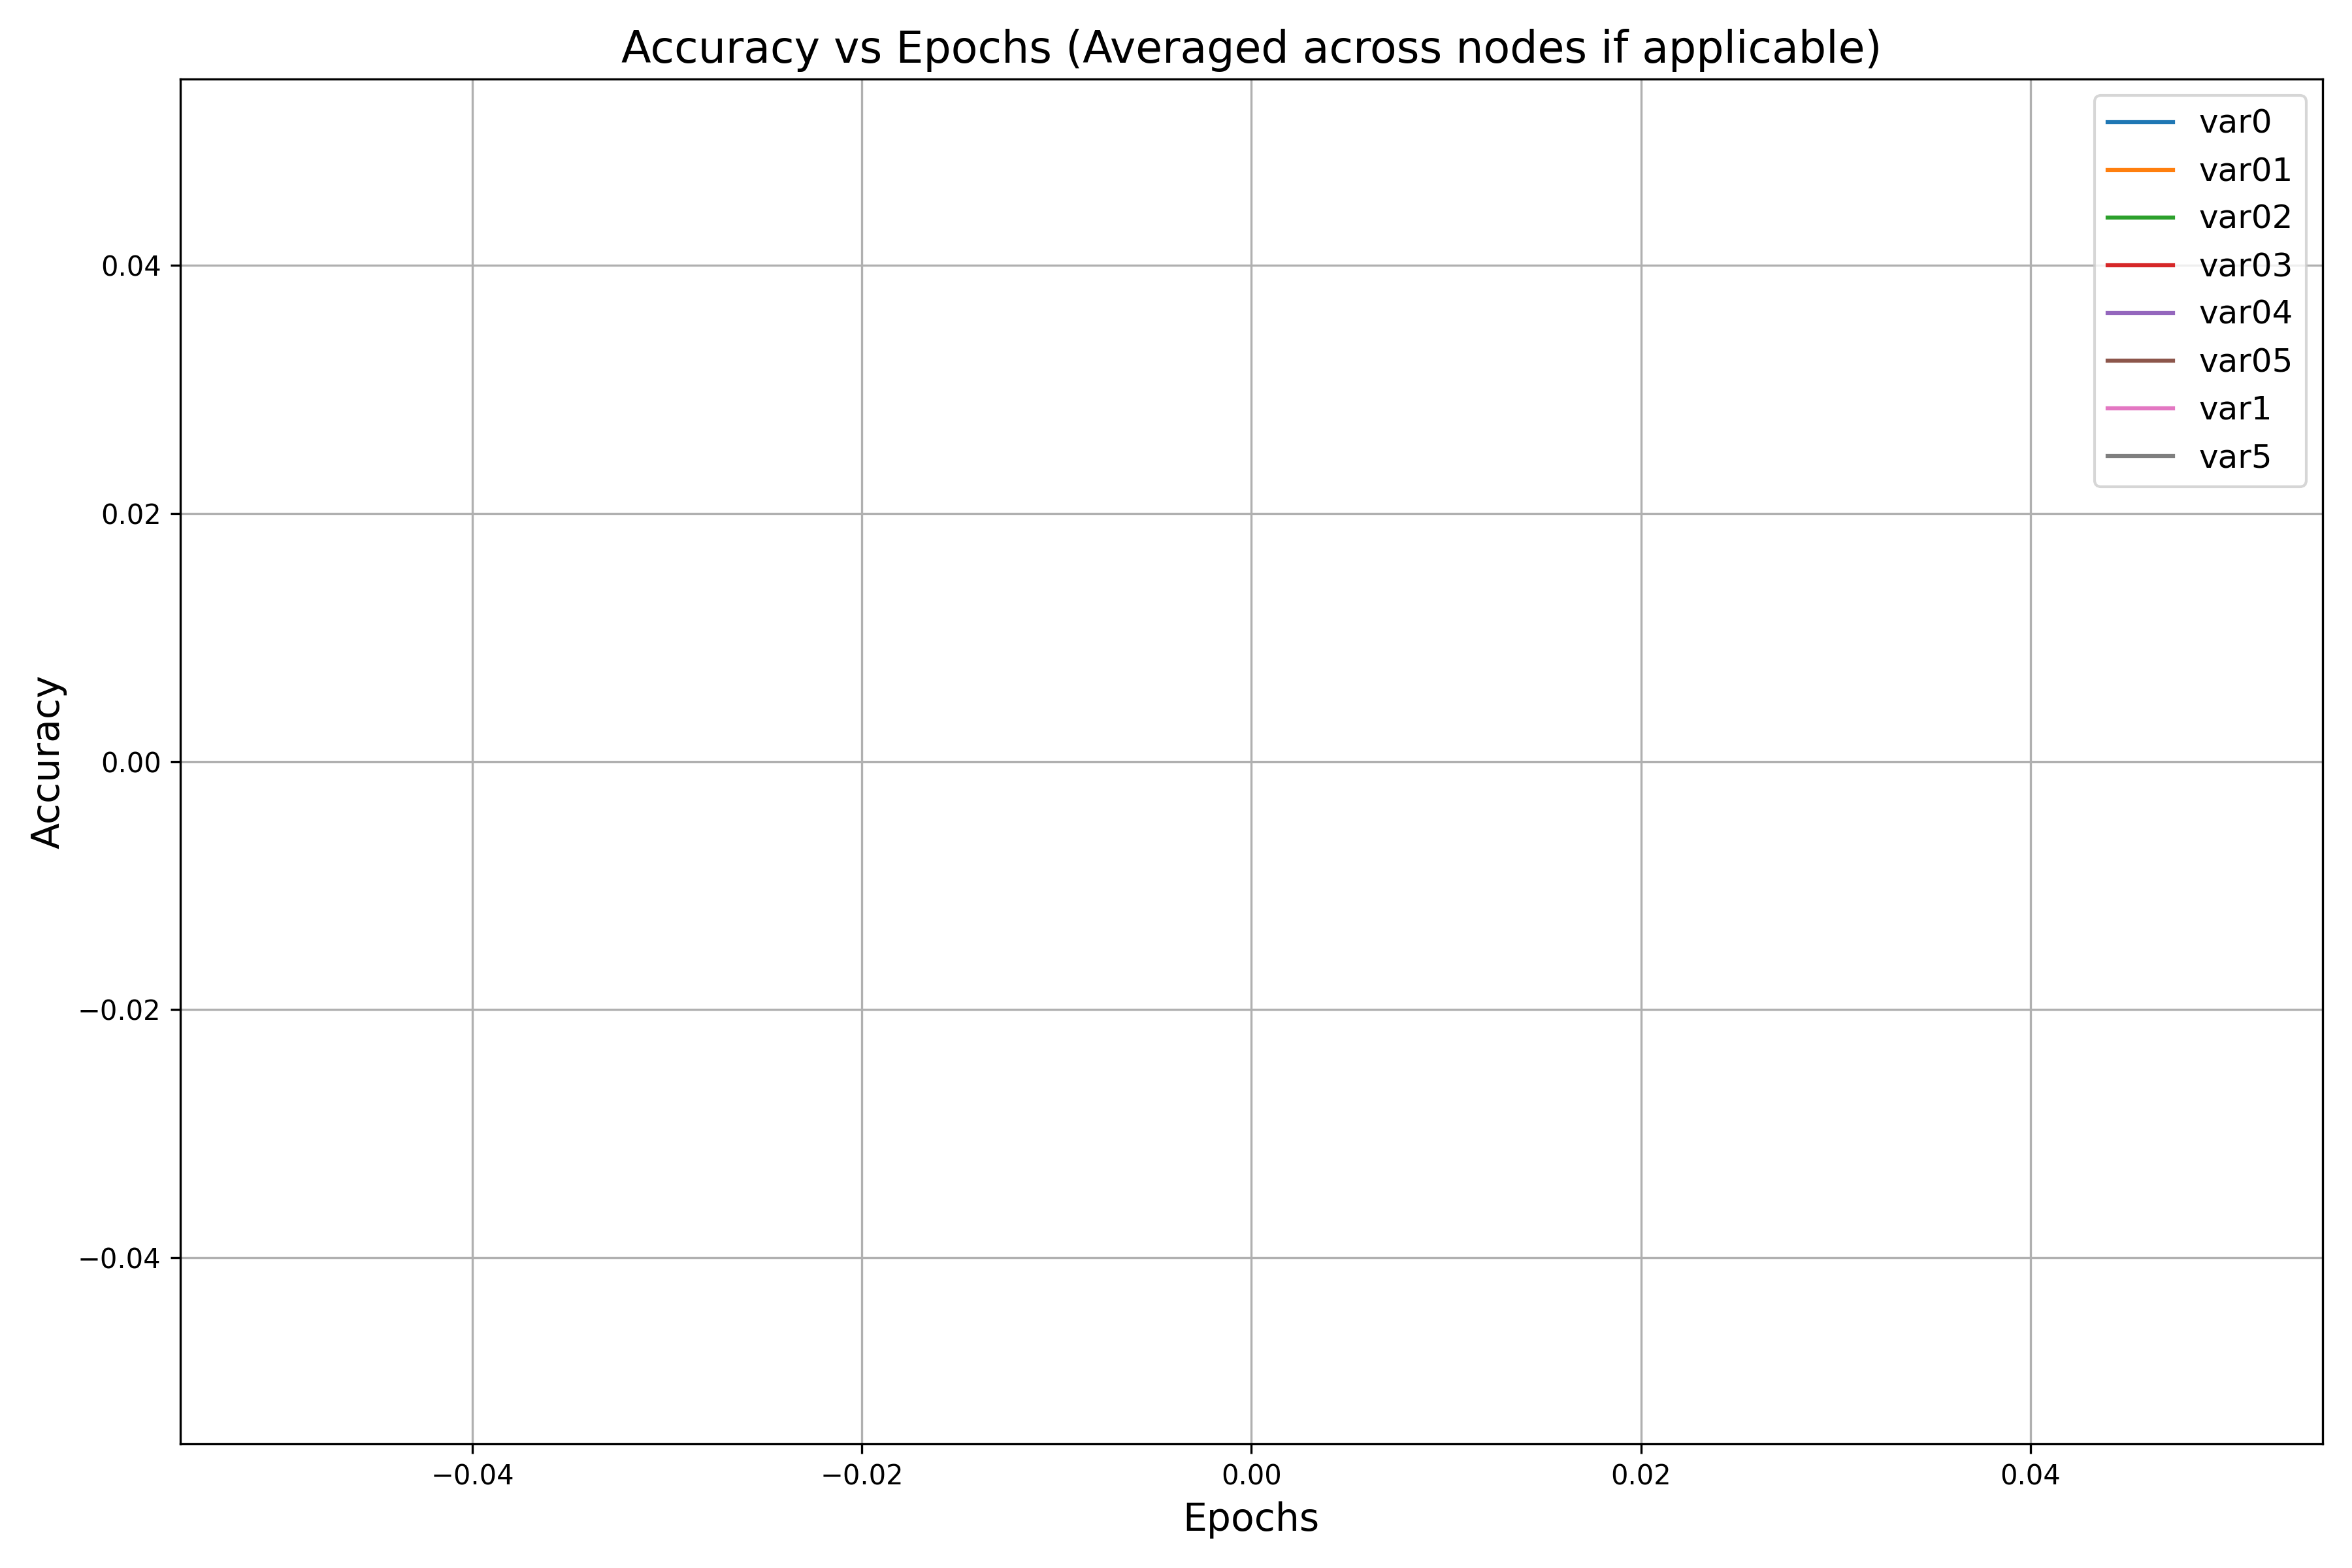 Accuracy vs Epochs (Averaged across nodes if applicable)
var0
var01
var02
var03
var04
var05
var1
var5
0.04
0.02
0.00
−0.02
−0.04
Accuracy
−0.04
−0.02
0.00
0.02
0.04
Epochs